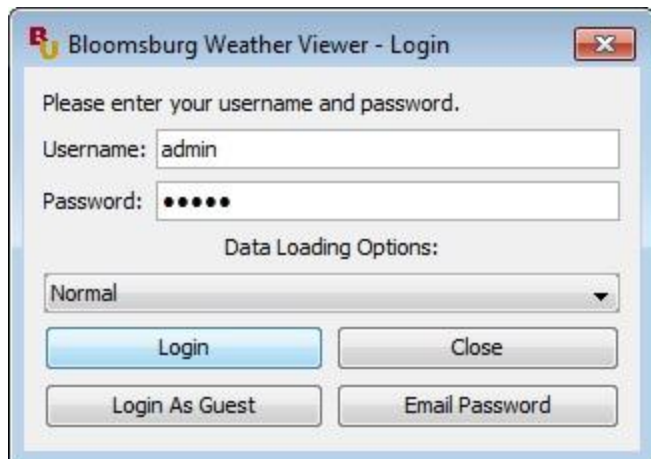 BU Bloomsburg Weather Viewer - Login
Please enter your username and password.
Username: admin
Password: •••••
Data Loading Options:
Normal
Login Close
Login As Guest Email Password